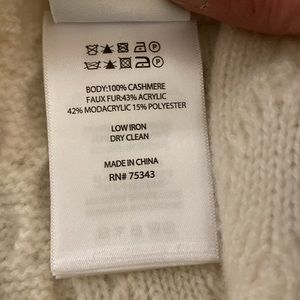 BODY:100% CASHMERE
FAUX FUR:43% ACRYLIC
42% MODACRYLIC 15% POLYESTER
LOW IRON
DRY CLEAN
MADE IN CHINA
RN# 75343